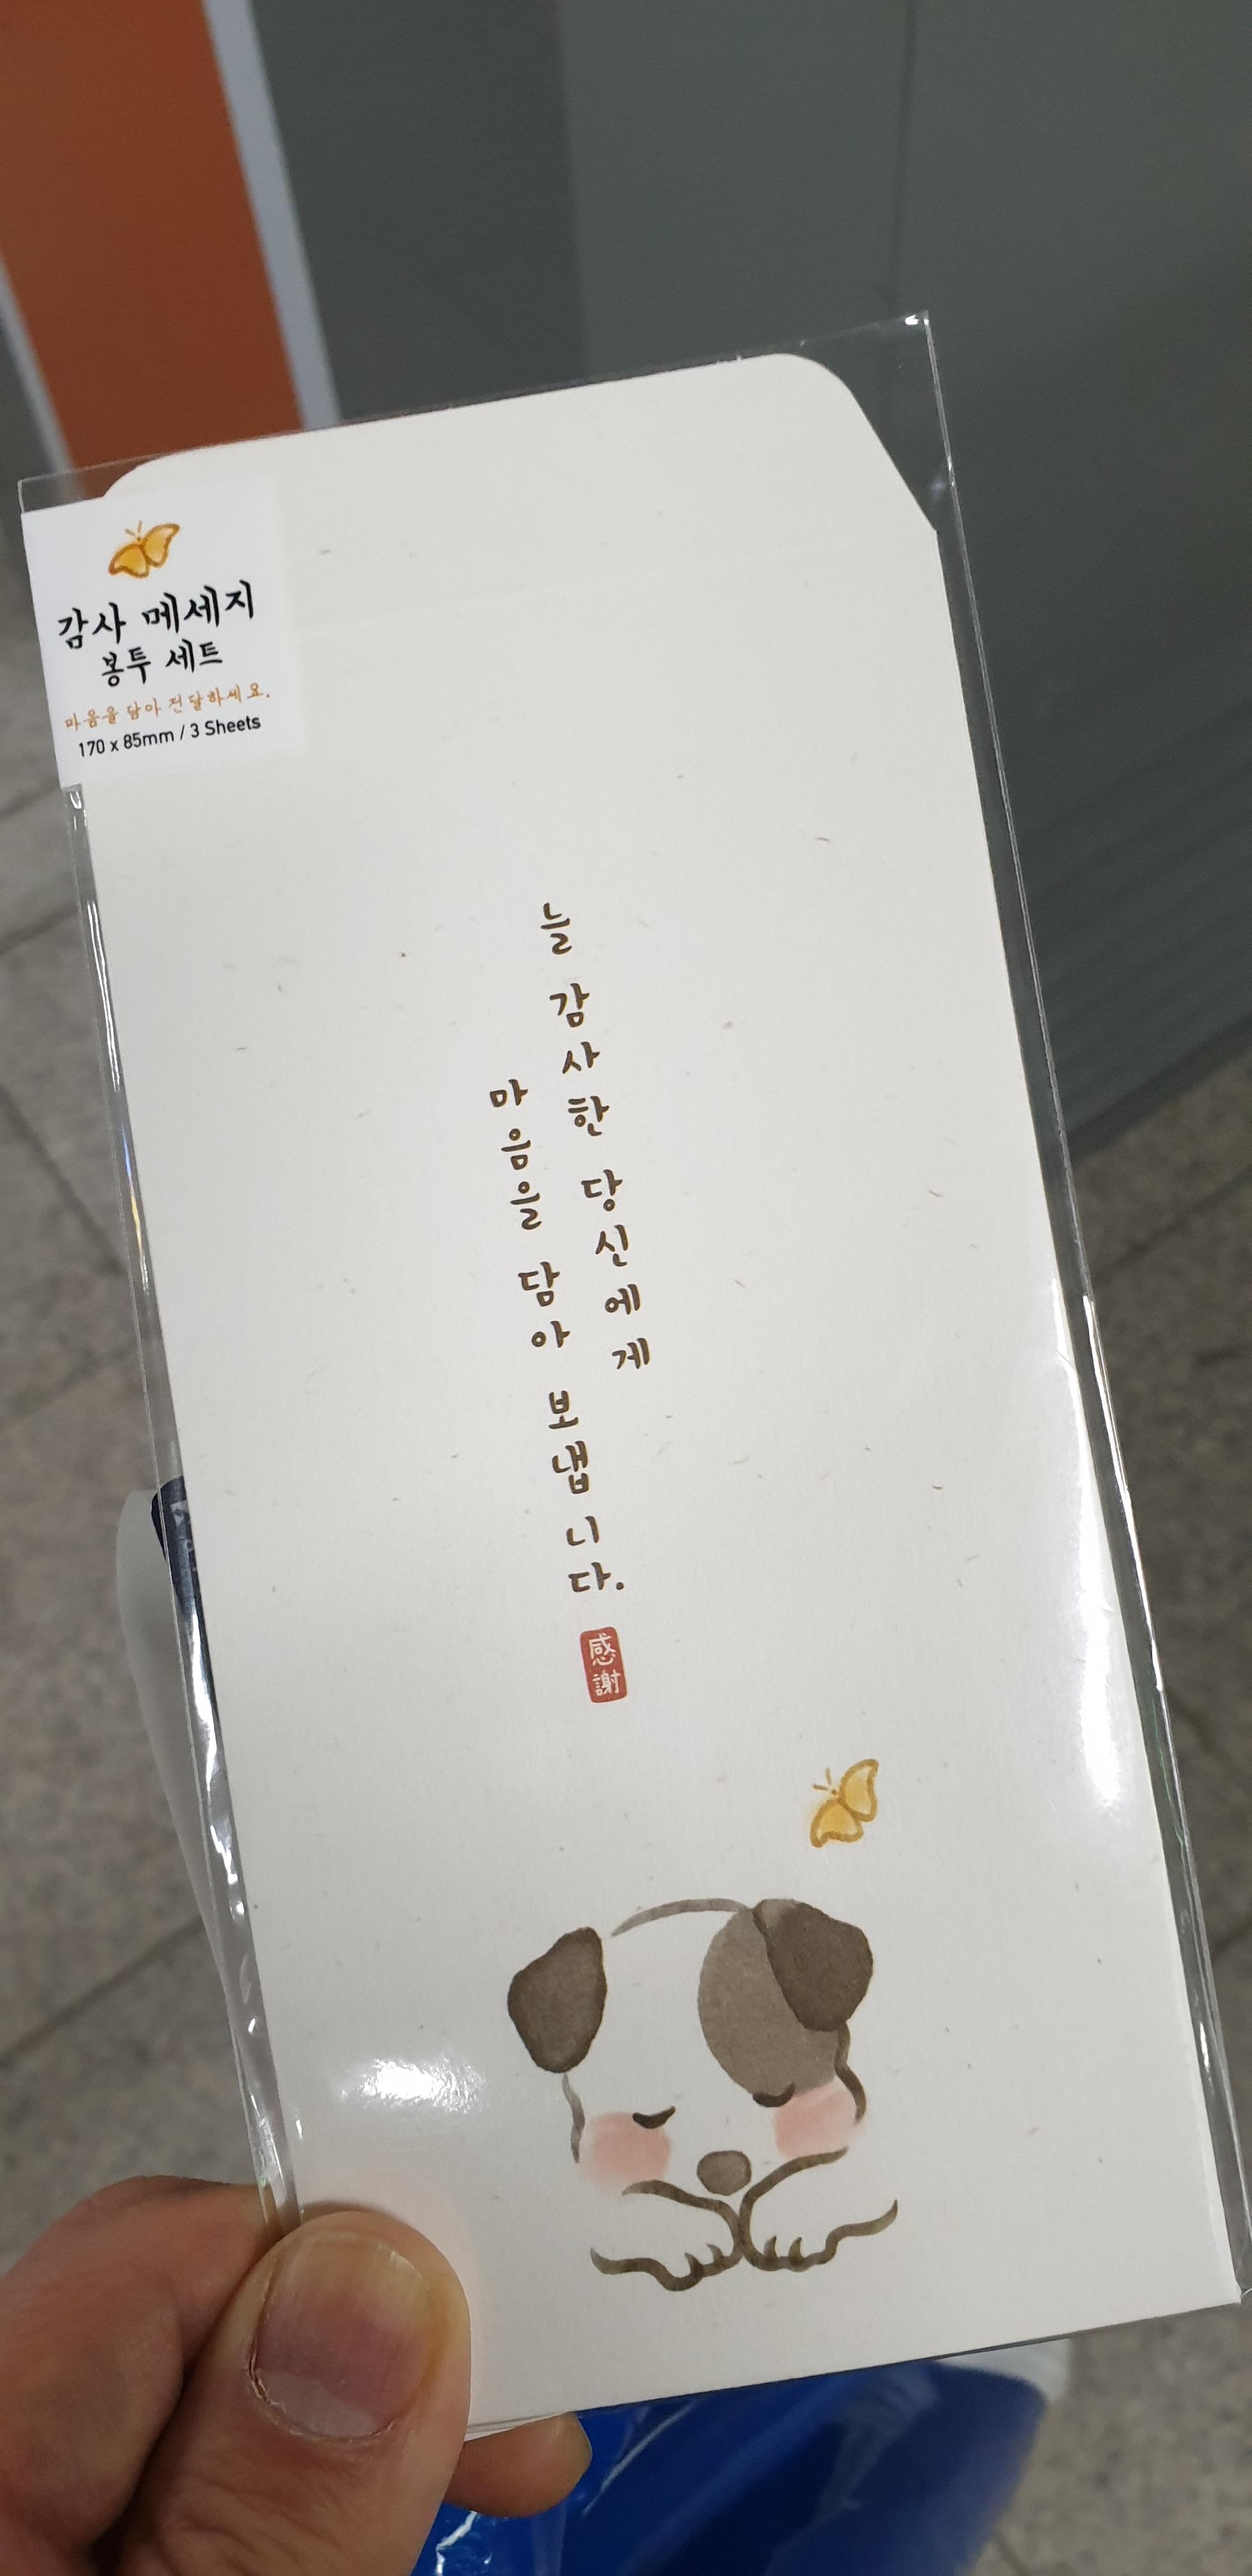 감사 메세지
봉투 세트
마음을 담아 전달하세요.
170 x 85mm / 3 Sheets
늘 감사한 당신에게
마음을 담아 보냅니다.
感謝